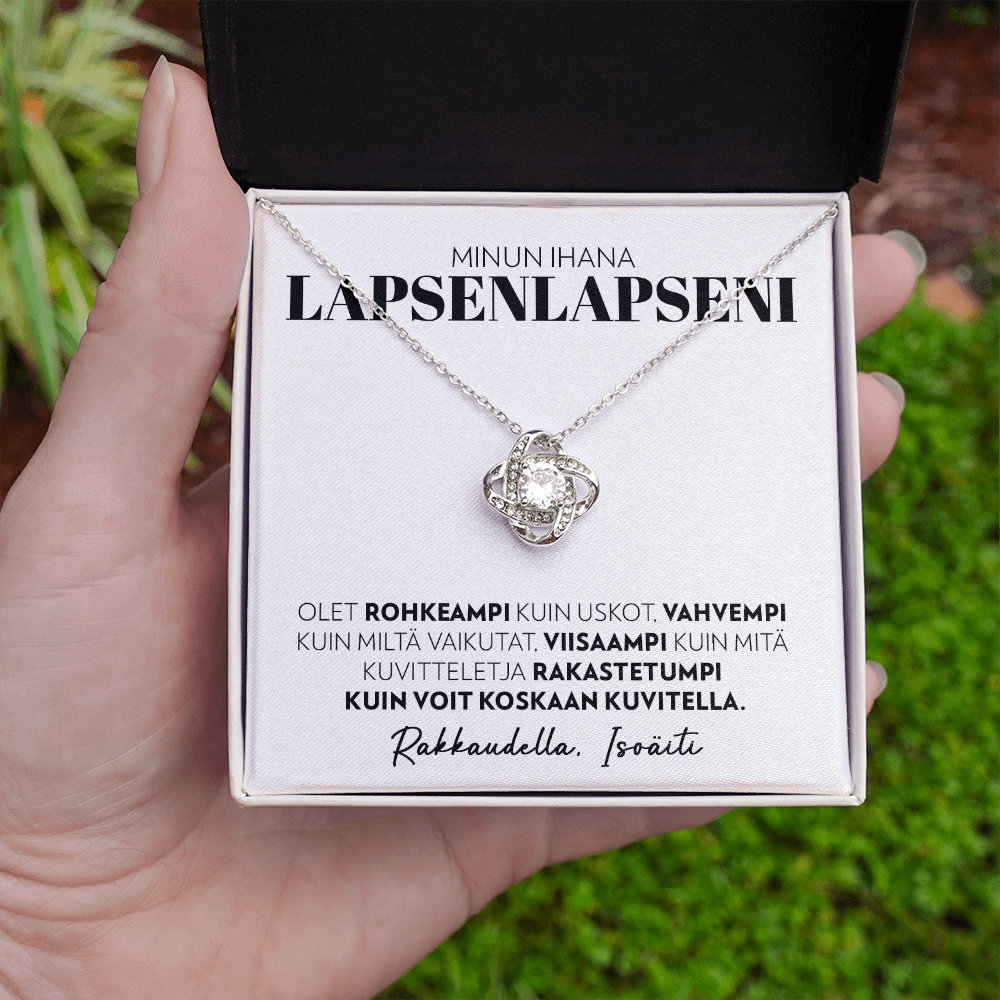 MINUN IHANA
LAPSENLAPSENI
OLET ROHKEAMPI KUIN USKOT, VAHVEMPI
KUIN MILTÄ VAIKUTAT, VIISAAMPI KUIN MITÄ
KUVITTELETJA RAKASTETUMPI
KUIN VOIT KOSKAAN KUVITELLA.
Rakkaudella, Isoäiti